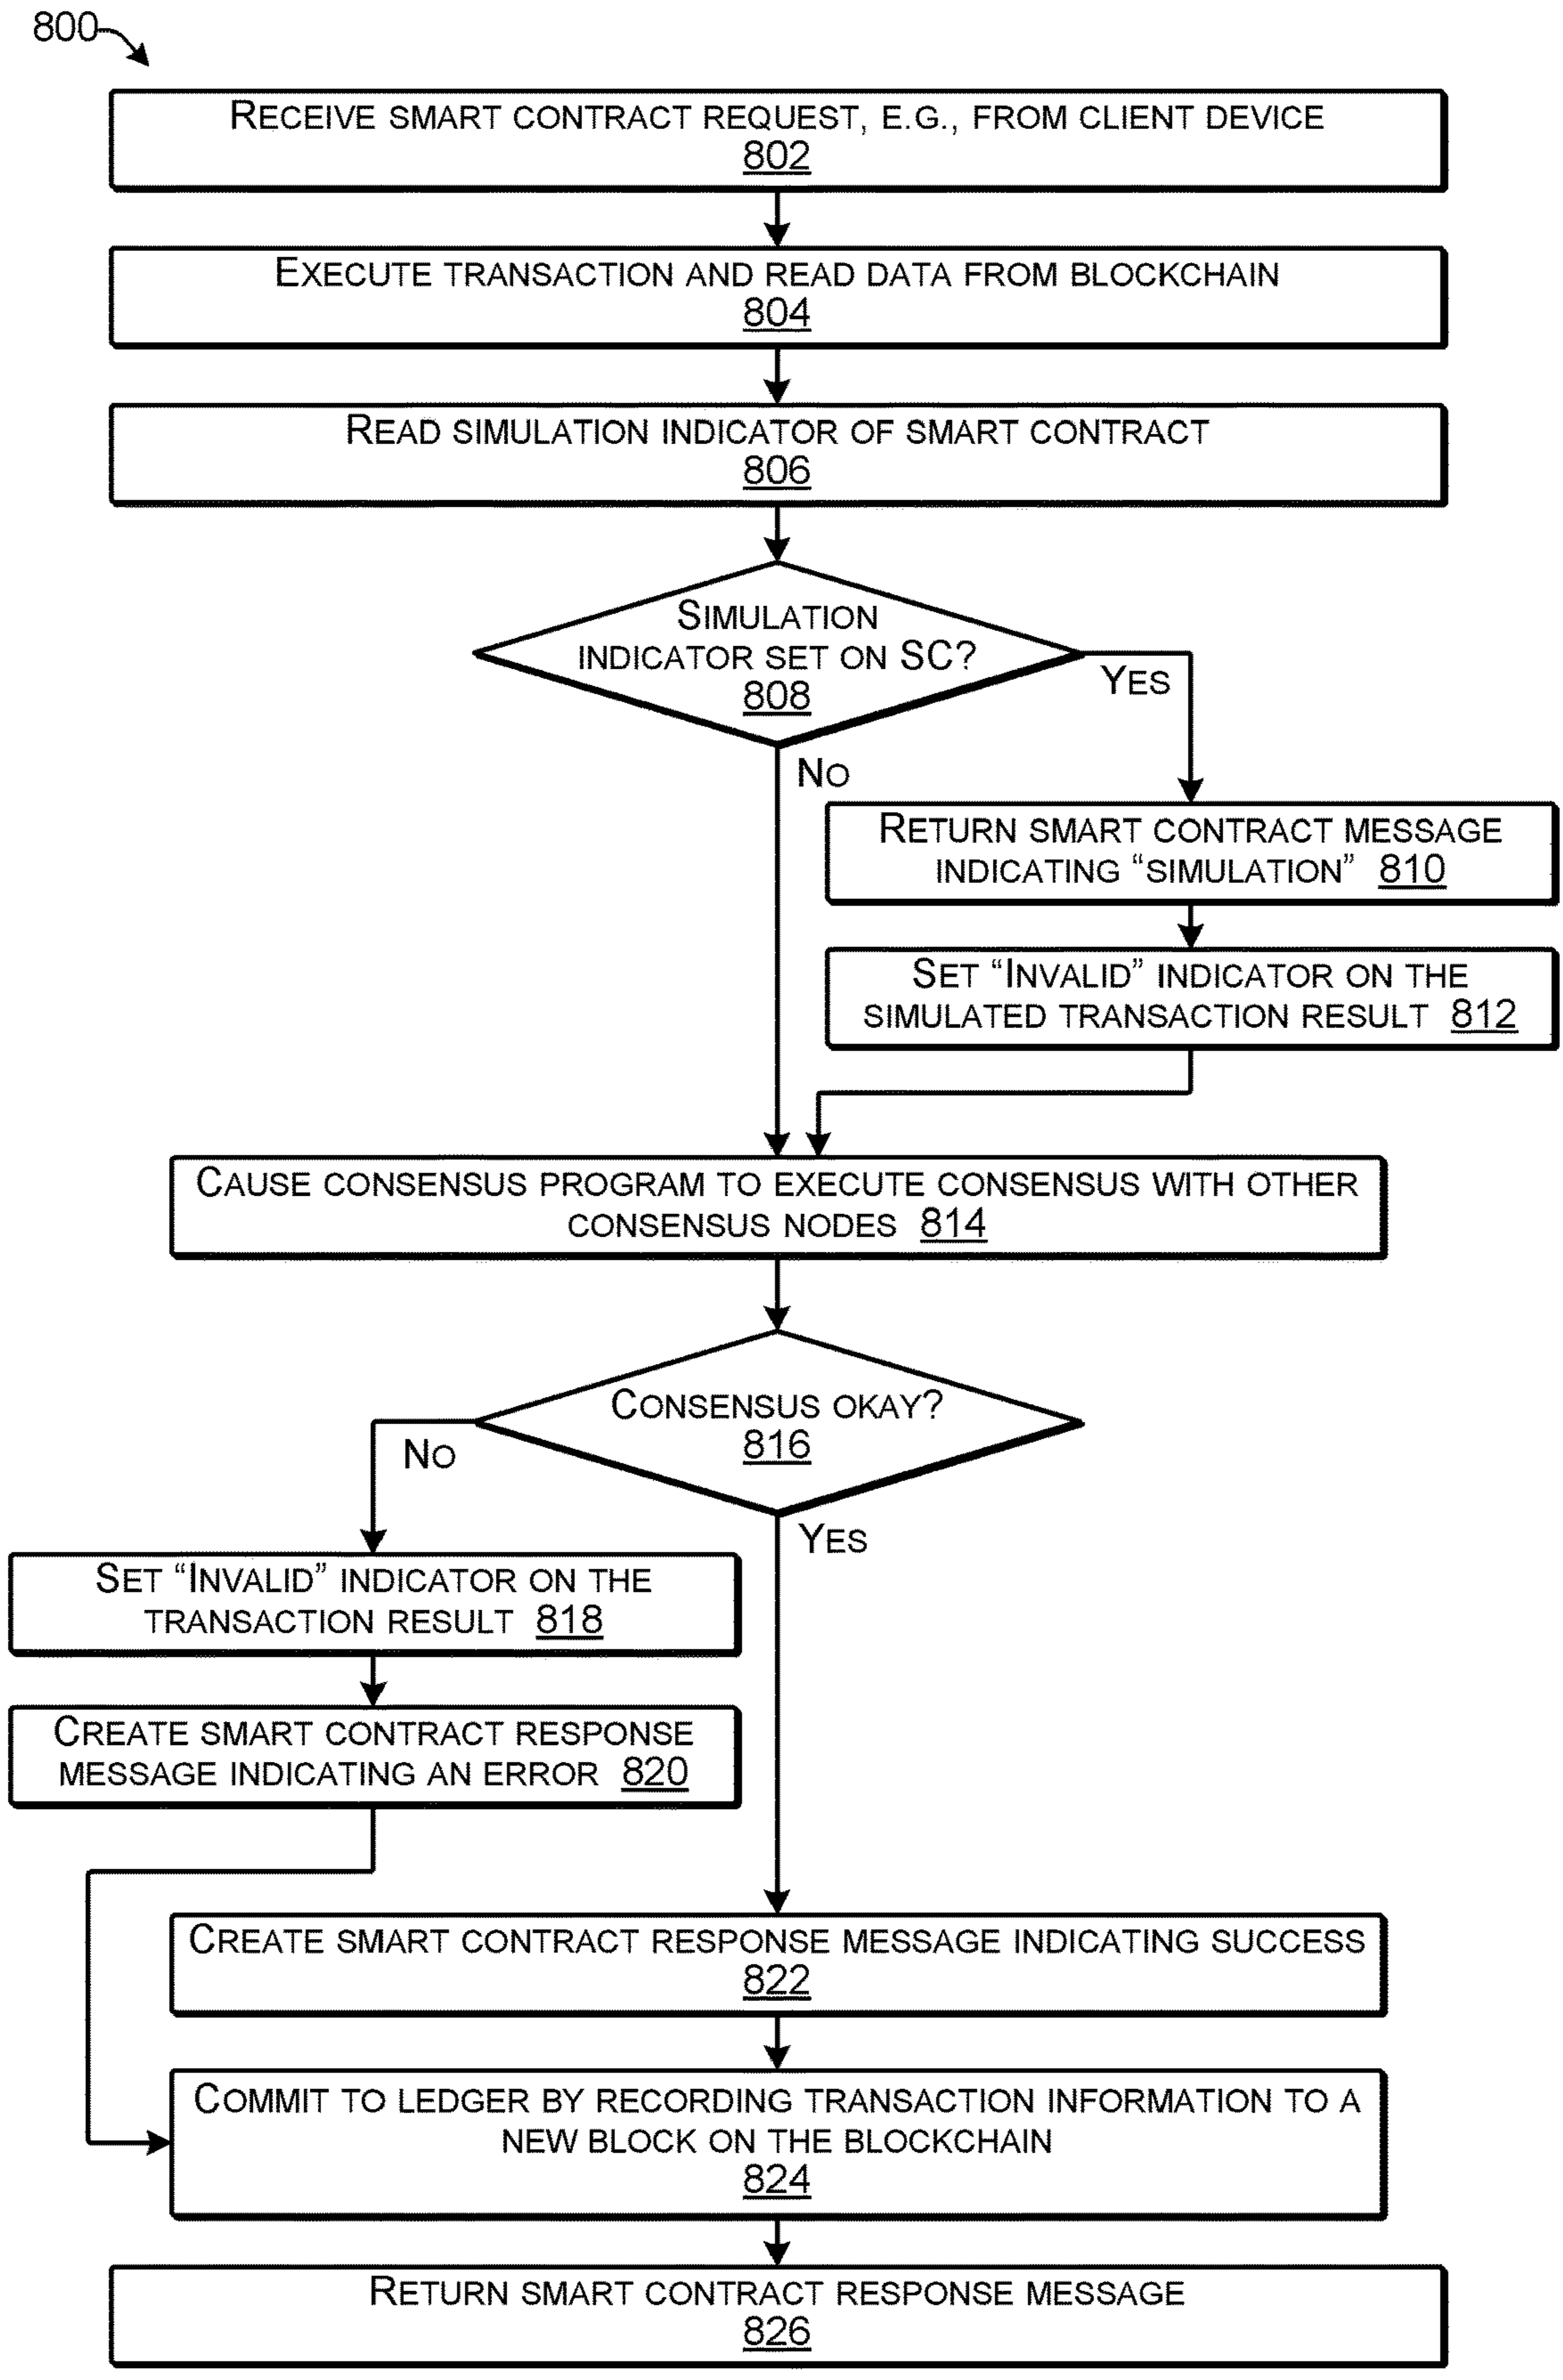 800
RECEIVE SMART CONTRACT REQUEST, E.G., FROM CLIENT DEVICE
802
EXECUTE TRANSACTION AND READ DATA FROM BLOCKCHAIN
804
READ SIMULATION INDICATOR OF SMART CONTRACT
806
SIMULATION
INDICATOR SET ON SC?
808
YES
NO
RETURN SMART CONTRACT MESSAGE
INDICATING “SIMULATION” 810
SET “INVALID” INDICATOR ON THE
SIMULATED TRANSACTION RESULT 812
CAUSE CONSENSUS PROGRAM TO EXECUTE CONSENSUS WITH OTHER
CONSENSUS NODES 814
CONSENSUS OKAY?
816
NO
YES
SET “INVALID” INDICATOR ON THE
TRANSACTION RESULT 818
CREATE SMART CONTRACT RESPONSE
MESSAGE INDICATING AN ERROR 820
CREATE SMART CONTRACT RESPONSE MESSAGE INDICATING SUCCESS
822
COMMIT TO LEDGER BY RECORDING TRANSACTION INFORMATION TO A
NEW BLOCK ON THE BLOCKCHAIN
824
RETURN SMART CONTRACT RESPONSE MESSAGE
826